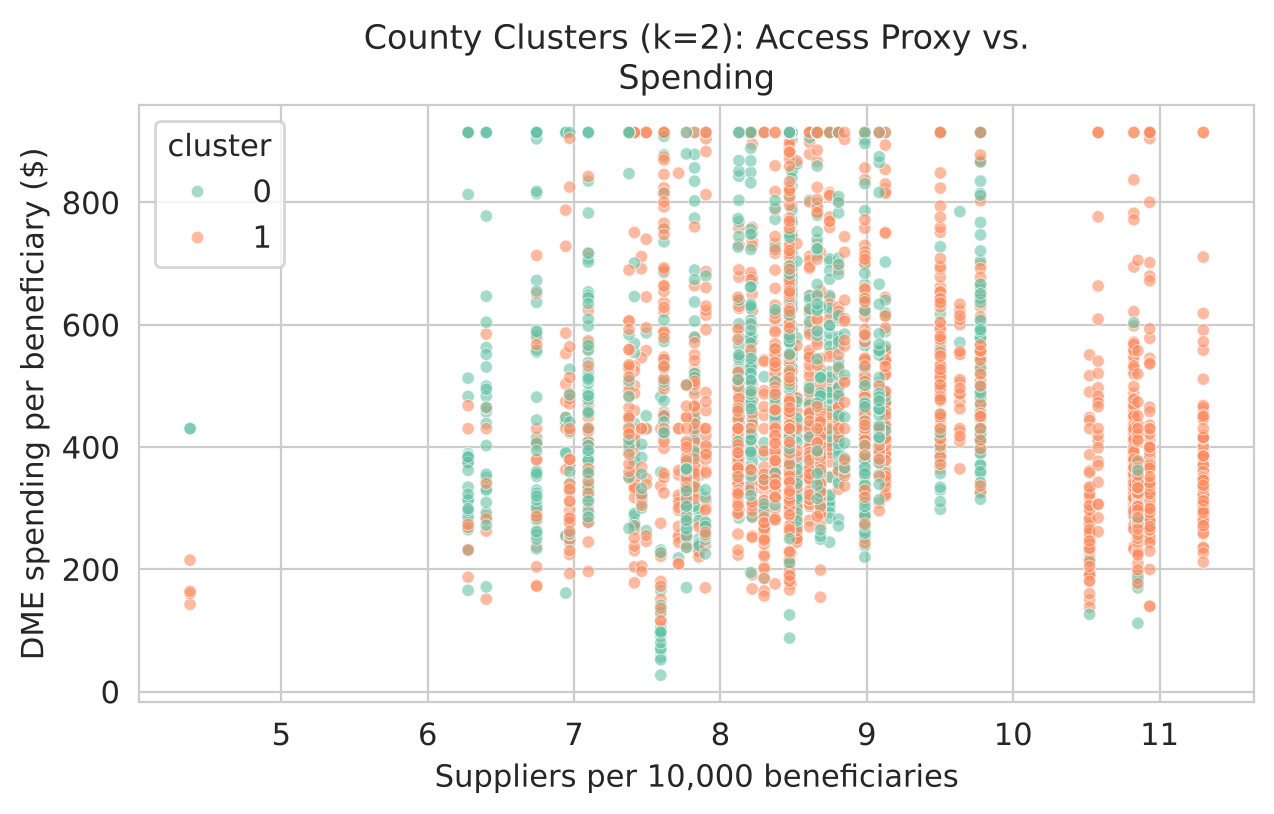 County Clusters (k=2): Access Proxy vs.
Spending
cluster
0
1
DME spending per beneficiary ($)
800
600
400
200
0
5 6 7 8 9 10 11
Suppliers per 10,000 beneficiaries